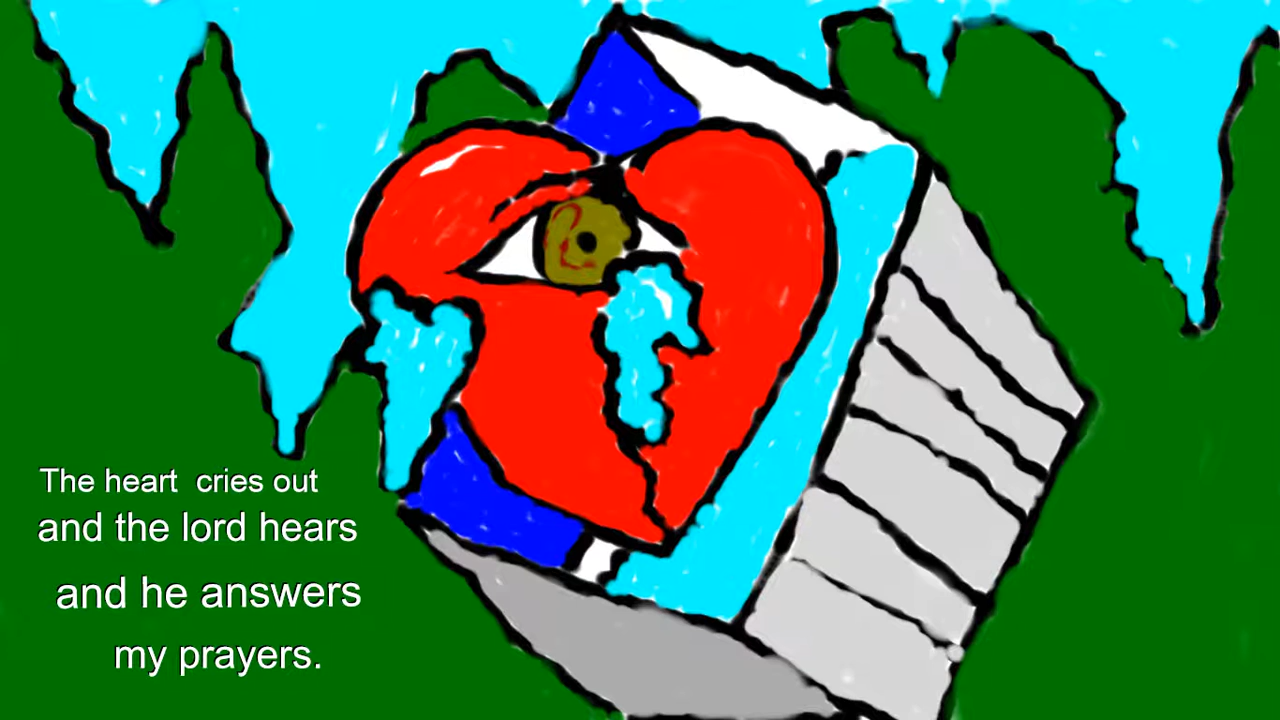 The heart  cries out
and the lord hears
and he answers
my prayers.